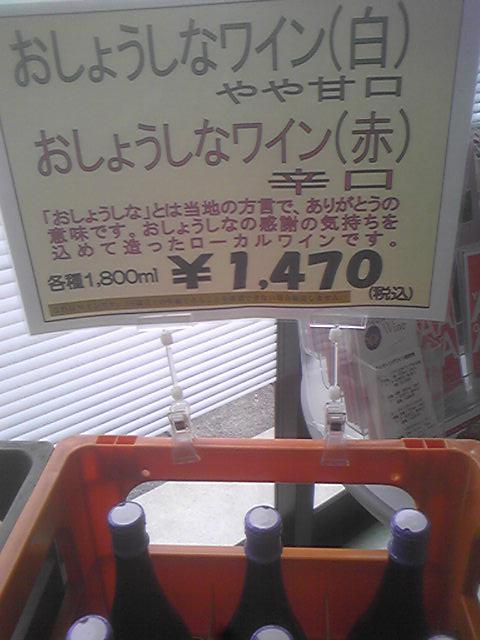 おしょうしなワイン(白)
やや甘口
おしょうしなワイン(赤)
辛口
「おしょうしな」とは当地の方言で、ありがとうの
意味です。おしょうしなの感謝の気持ちを
込めて造ったローカルワインです。
各種1,800ml ¥1,470
(税込)
Wine